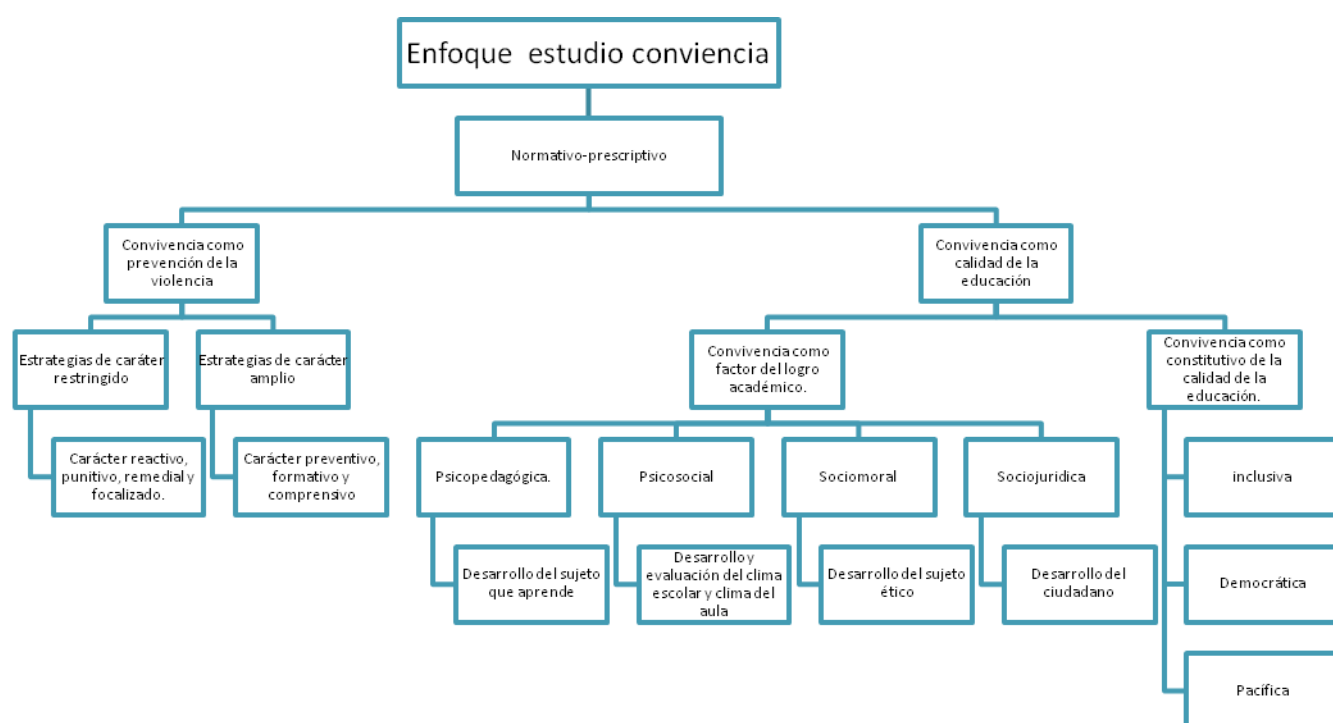 Enfoque estudio conviencia
Normativo-prescriptivo
Convivencia como
prevención de la
violencia
Convivencia como
calidad de la
educación
Estrategias de caráter
restringido
Estrategias de carácter
amplio
Convivencia como
factor del logro
académico.
Convivencia como
constitutivo de la
calidad de la
educación.
Carácter reactivo,
punitivo, remedial y
focalizado.
Carácter preventivo,
formativo y
comprensivo
Psicopedagógica.
Psicosocial
Sociomoral
Sociojuridica
inclusiva
Desarrollo del sujeto
que aprende
Desarrollo y
evaluación del clima
escolar y clima del
aula
Desarrollo del sujeto
ético
Desarrollo del
ciudadano
Democrática
Pacífica